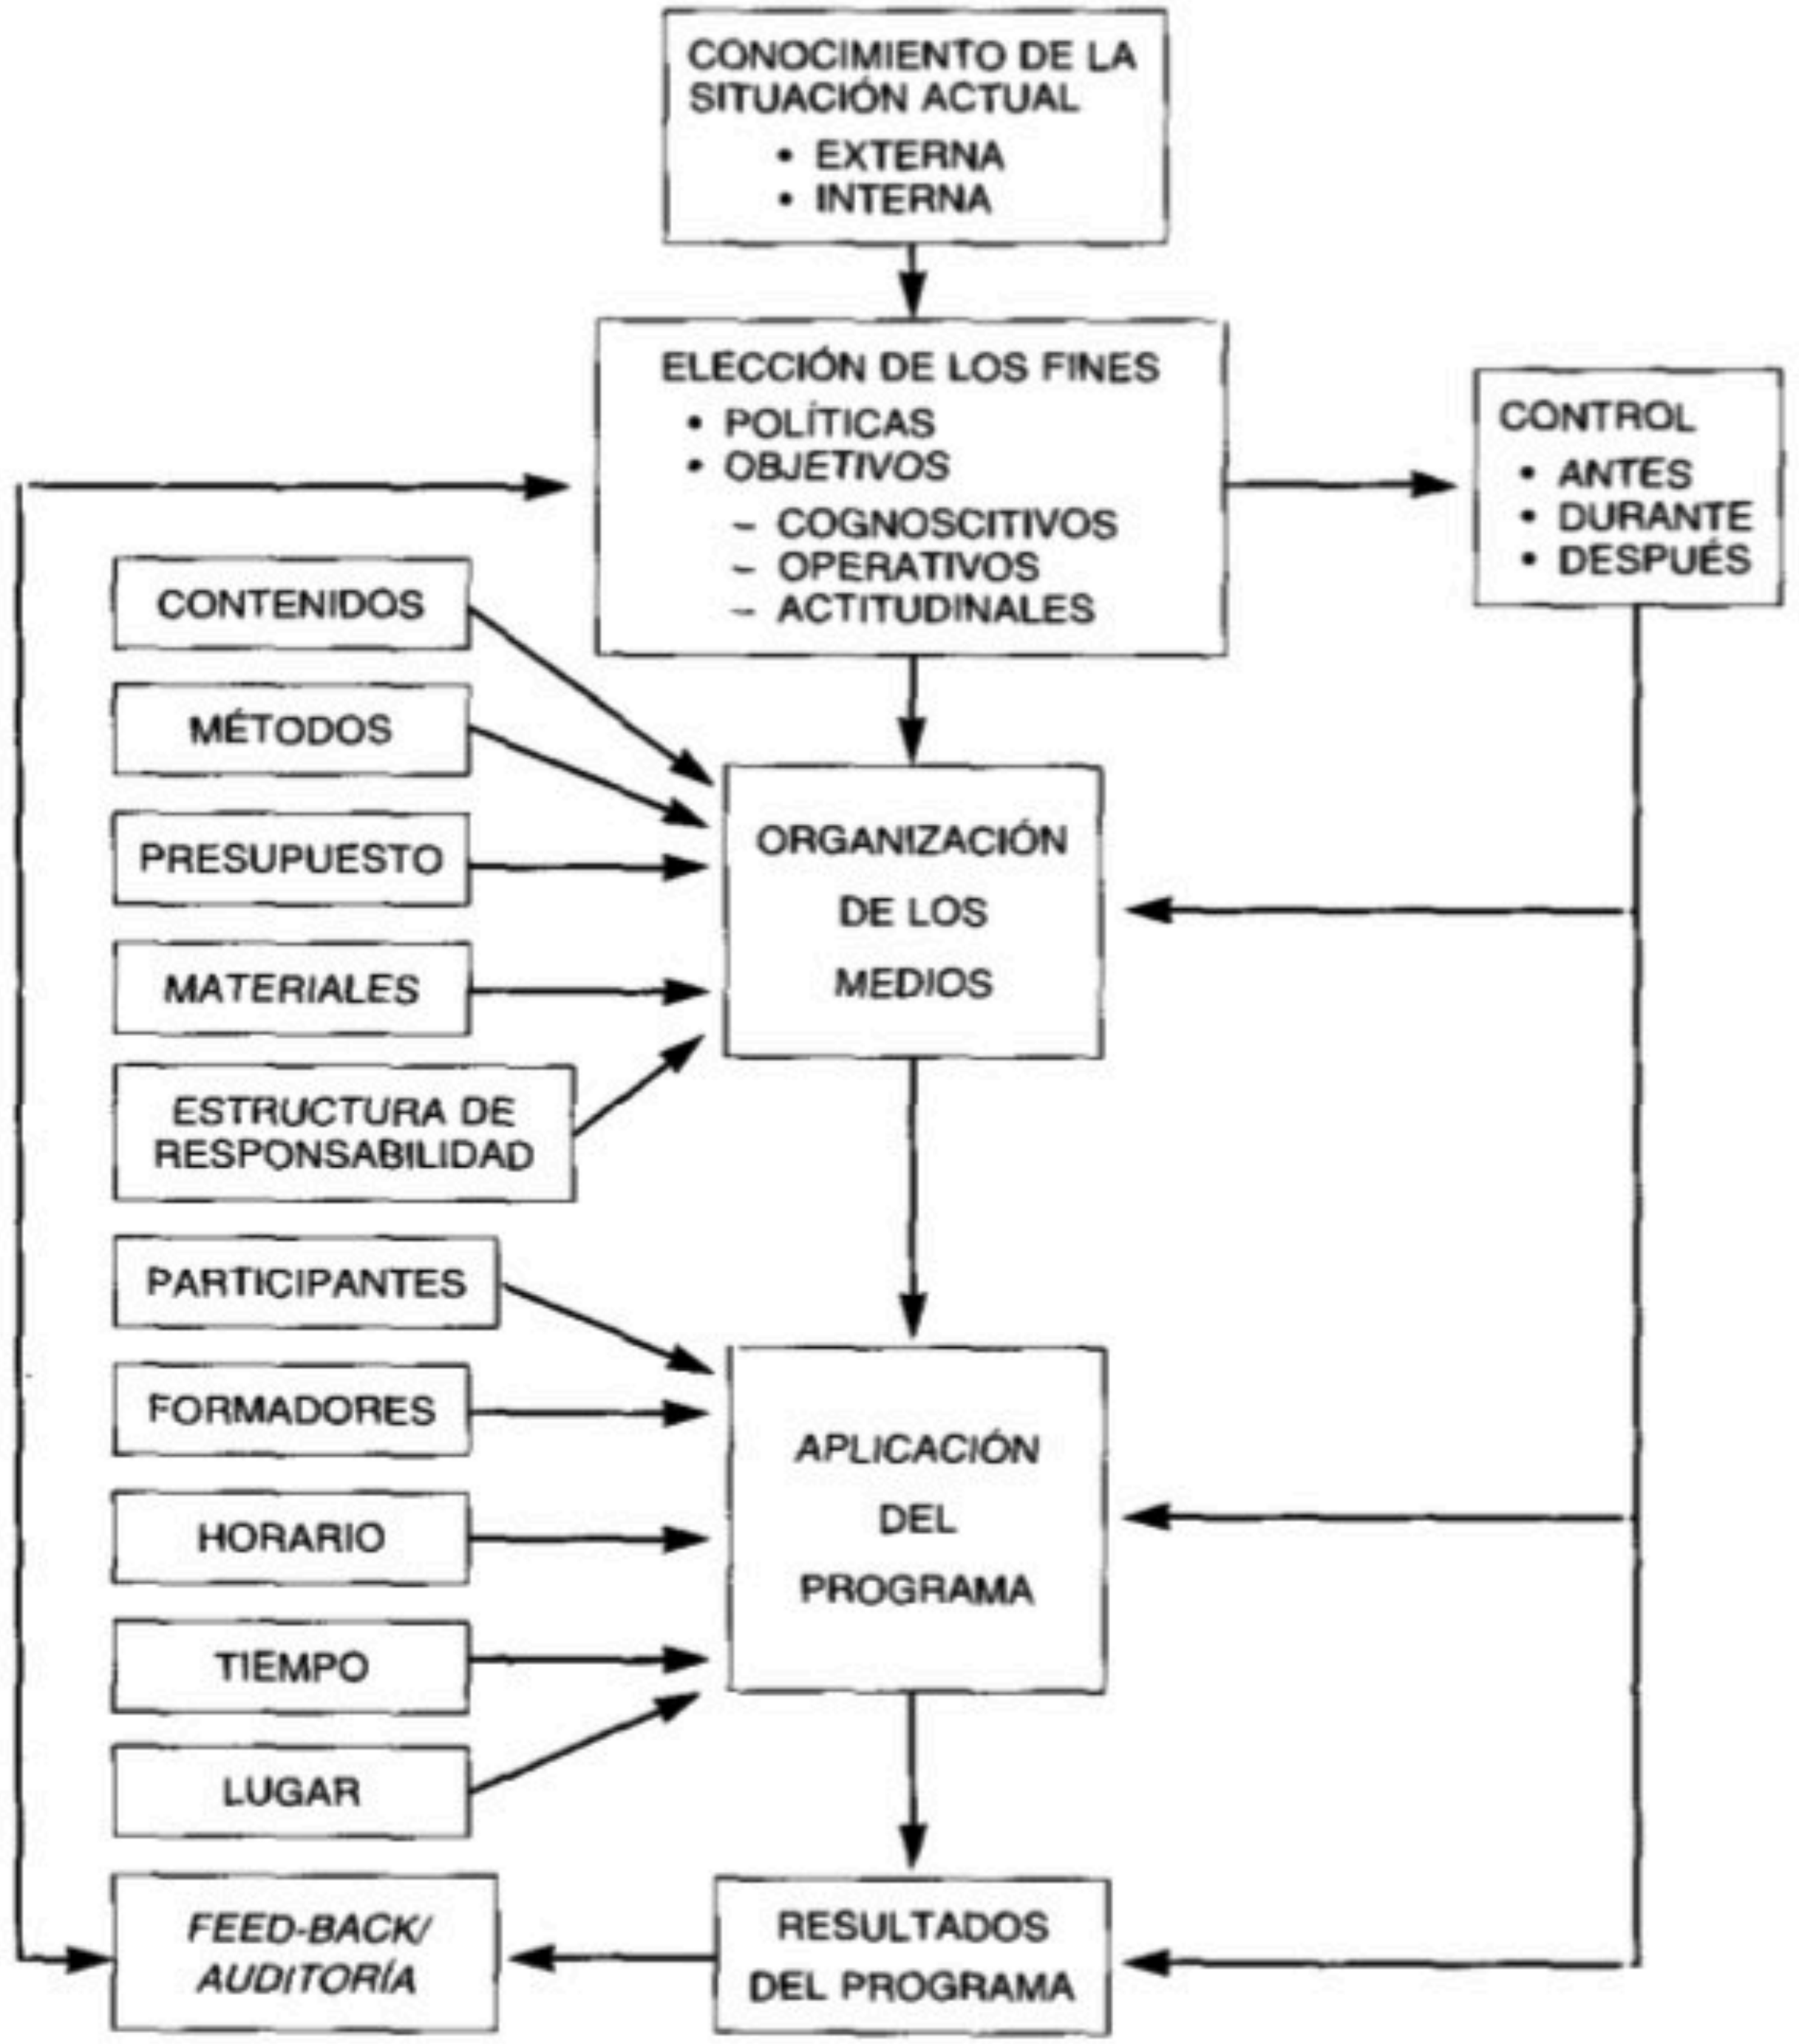 CONOCIMIENTO DE LA
SITUACIÓN ACTUAL
• EXTERNA
• INTERNA
ELECCIÓN DE LOS FINES
• POLÍTICAS
• OBJETIVOS
– COGNOSCITIVOS
– OPERATIVOS
– ACTITUDINALES
CONTROL
• ANTES
• DURANTE
• DESPUÉS
CONTENIDOS
MÉTODOS
PRESUPUESTO
MATERIALES
ESTRUCTURA DE
RESPONSABILIDAD
ORGANIZACIÓN
DE LOS
MEDIOS
PARTICIPANTES
FORMADORES
HORARIO
TIEMPO
LUGAR
APLICACIÓN
DEL
PROGRAMA
FEED-BACK/
AUDITORÍA
RESULTADOS
DEL PROGRAMA